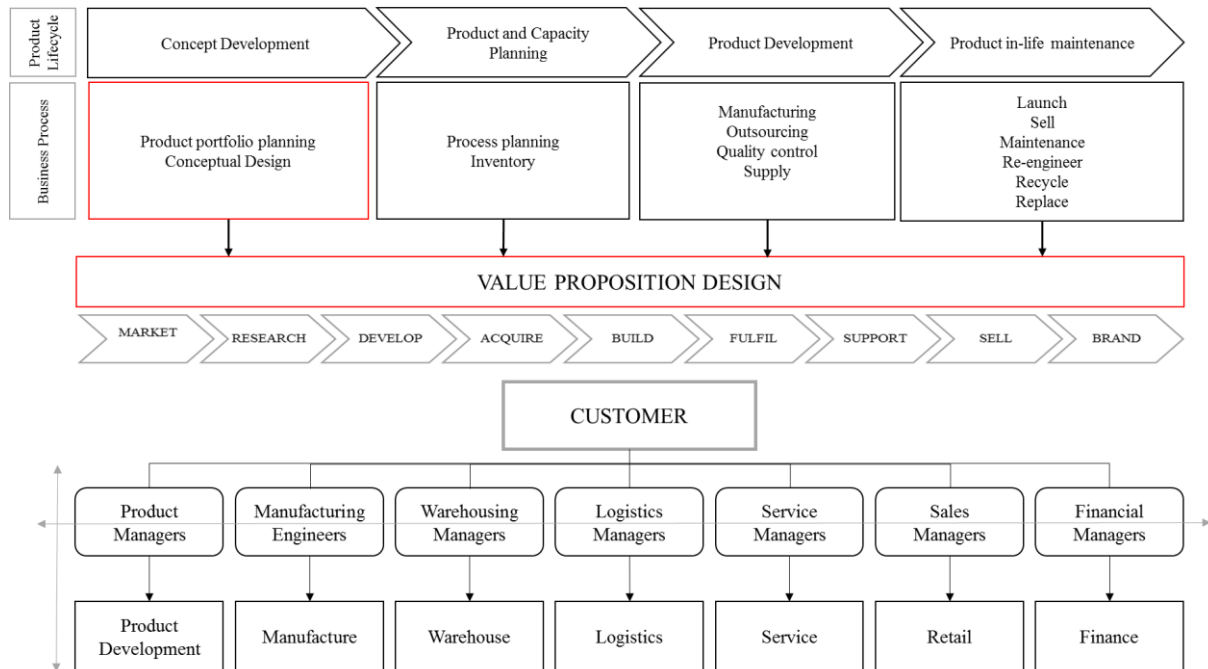 Product
Lifecycle
Concept Development
Product and Capacity
Planning
Product Development
Product in-life maintenance
Business Process
Product portfolio planning
Conceptual Design
Process planning
Inventory
Manufacturing
Outsourcing
Quality control
Supply
Launch
Sell
Maintenance
Re-engineer
Recycle
Replace
VALUE PROPOSITION DESIGN
MARKET
RESEARCH
DEVELOP
ACQUIRE
BUILD
FULFIL
SUPPORT
SELL
BRAND
CUSTOMER
Product
Managers
Manufacturing
Engineers
Warehousing
Managers
Logistics
Managers
Service
Managers
Sales
Managers
Financial
Managers
Product
Development
Manufacture
Warehouse
Logistics
Service
Retail
Finance